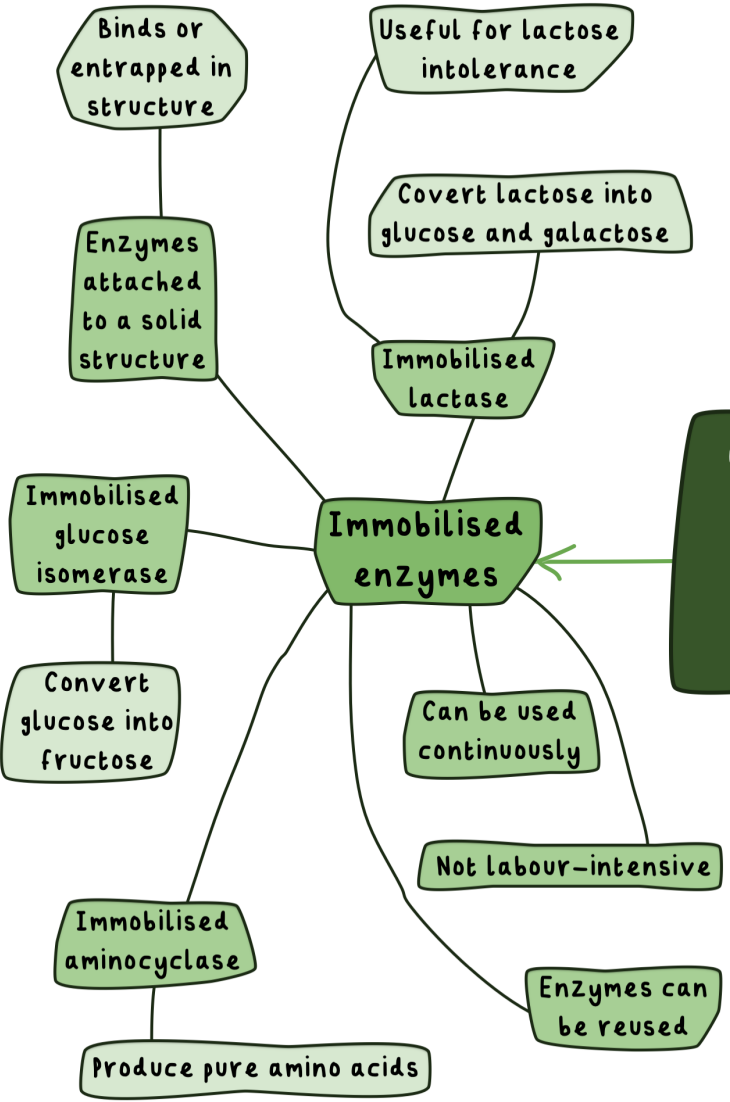 Binds or
entrapped in
structure
Useful for lactose
intolerance
Covert lactose into
glucose and galactose
Enzymes
attached
to a solid
structure
Immobilised
lactase
Immobilised
glucose
isomerase
Immobilised
enzymes
Convert
glucose into
fructose
Can be used
continuously
Not labour-intensive
Immobilised
aminocyclase
Enzymes can
be reused
Produce pure amino acids